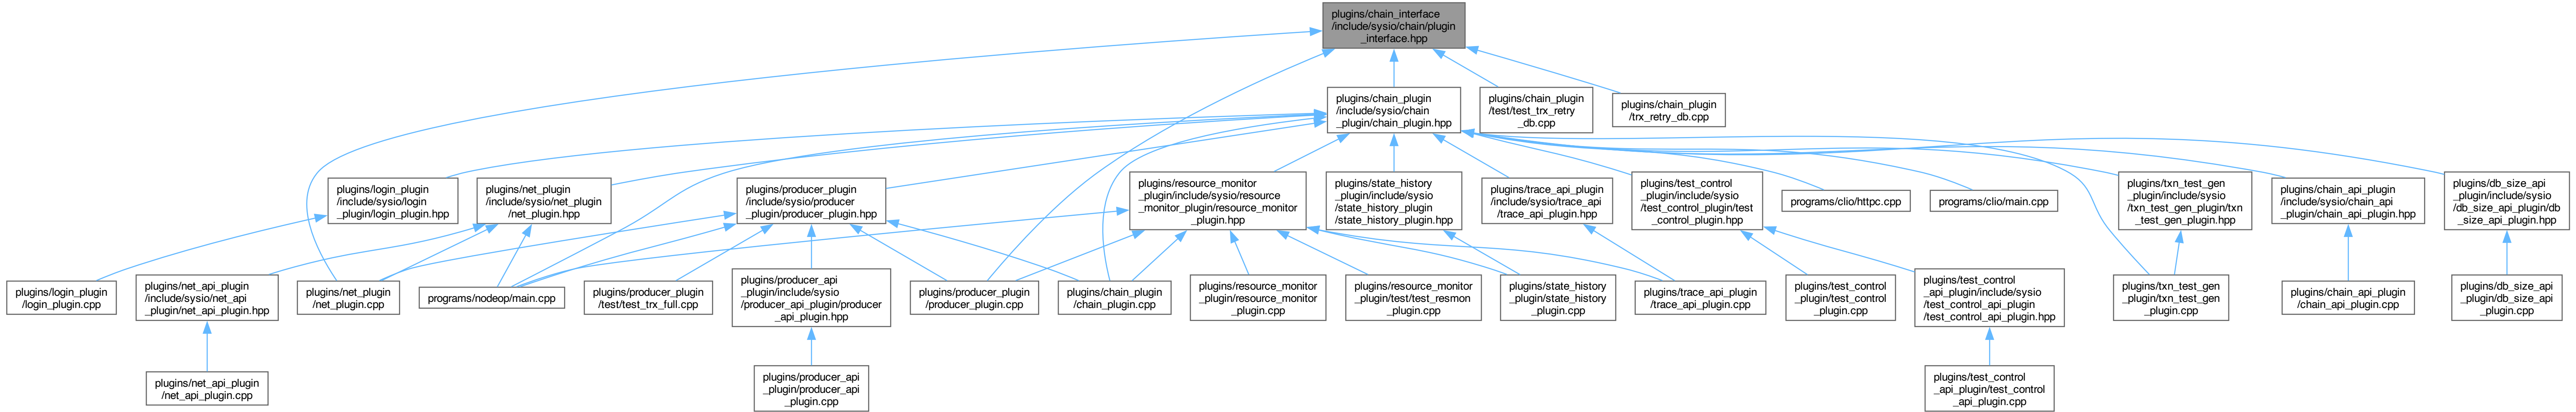 plugins/chain_interface
/include/sysio/chain/plugin
_interface.hpp
plugins/chain_plugin
/include/sysio/chain
_plugin/chain_plugin.hpp
plugins/chain_plugin
/test/test_trx_retry
_db.cpp
plugins/chain_plugin
/trx_retry_db.cpp
plugins/login_plugin
/include/sysio/login
_plugin/login_plugin.hpp
plugins/net_plugin
/include/sysio/net_plugin
/net_plugin.hpp
plugins/producer_plugin
/include/sysio/producer
_plugin/producer_plugin.hpp
plugins/resource_monitor
_plugin/include/sysio/resource
_monitor_plugin/resource_monitor
_plugin.hpp
plugins/state_history
_plugin/include/sysio
/state_history_plugin
/state_history_plugin.hpp
plugins/trace_api_plugin
/include/sysio/trace_api
/trace_api_plugin.hpp
plugins/test_control
_plugin/include/sysio
/test_control_plugin/test
_control_plugin.hpp
programs/clio/httpc.cpp
programs/clio/main.cpp
plugins/txn_test_gen
_plugin/include/sysio
/txn_test_gen_plugin/txn
_test_gen_plugin.hpp
plugins/chain_api_plugin
/include/sysio/chain_api
_plugin/chain_api_plugin.hpp
plugins/db_size_api
_plugin/include/sysio
/db_size_api_plugin/db
_size_api_plugin.hpp
plugins/login_plugin
/login_plugin.cpp
plugins/net_api_plugin
/include/sysio/net_api
_plugin/net_api_plugin.hpp
plugins/net_plugin
/net_plugin.cpp
programs/nodeop/main.cpp
plugins/producer_plugin
/test/test_trx_full.cpp
plugins/producer_api
_plugin/include/sysio
/producer_api_plugin/producer
_api_plugin.hpp
plugins/producer_plugin
/producer_plugin.cpp
plugins/chain_plugin
/chain_plugin.cpp
plugins/resource_monitor
_plugin/resource_monitor
_plugin.cpp
plugins/resource_monitor
_plugin/test/test_resmon
_plugin.cpp
plugins/state_history
_plugin/state_history
_plugin.cpp
plugins/trace_api_plugin
/trace_api_plugin.cpp
plugins/test_control
_plugin/test_control
_plugin.cpp
plugins/test_control
_api_plugin/include/sysio
/test_control_api_plugin
/test_control_api_plugin.hpp
plugins/txn_test_gen
_plugin/txn_test_gen
_plugin.cpp
plugins/chain_api_plugin
/chain_api_plugin.cpp
plugins/db_size_api
_plugin/db_size_api
_plugin.cpp
plugins/net_api_plugin
/net_api_plugin.cpp
plugins/producer_api
_plugin/producer_api
_plugin.cpp
plugins/test_control
_api_plugin/test_control
_api_plugin.cpp